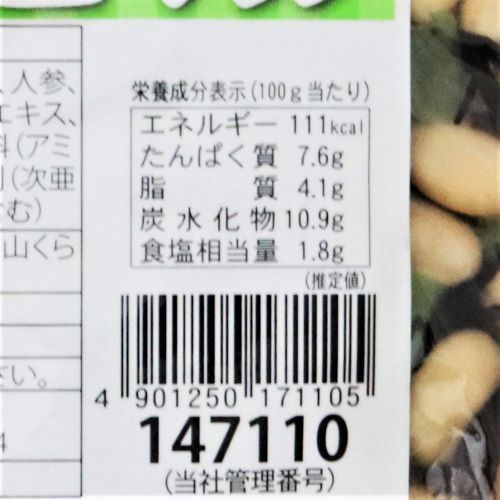 、人参、
エキス、
料(アミ
(次亜
む)
山くら
さい。
栄養成分表示(100g当たり)
エネルギー 111kcal
たんぱく質 7.6g
脂質 4.1g
炭水化物 10.9g
食塩相当量 1.8g
(推定値)
4 901250 171105
147110
(当社管理番号)